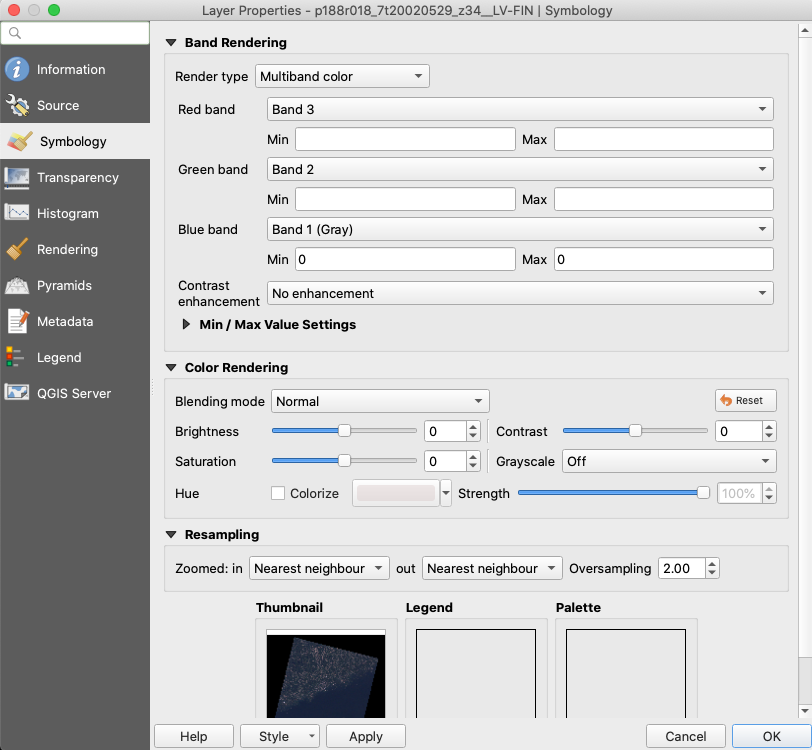 Layer Properties - p188r018_7t20020529_z34__LV-FIN | Symbology
Information
Source
Symbology
Transparency
Histogram
Rendering
Pyramids
Metadata
Legend
QGIS Server
Band Rendering
Render type Multiband color
Red band Band 3
Min Max
Green band Band 2
Min Max
Blue band Band 1 (Gray)
Min 0 Max 0
Contrast
enhancement No enhancement
Min / Max Value Settings
Color Rendering
Blending mode Normal Reset
Brightness 0 Contrast 0
Saturation 0 Grayscale Off
Hue Colorize Strength 100%
Resampling
Zoomed: in Nearest neighbour out Nearest neighbour Oversampling 2.00
Thumbnail Legend Palette
Help Style Apply Cancel OK